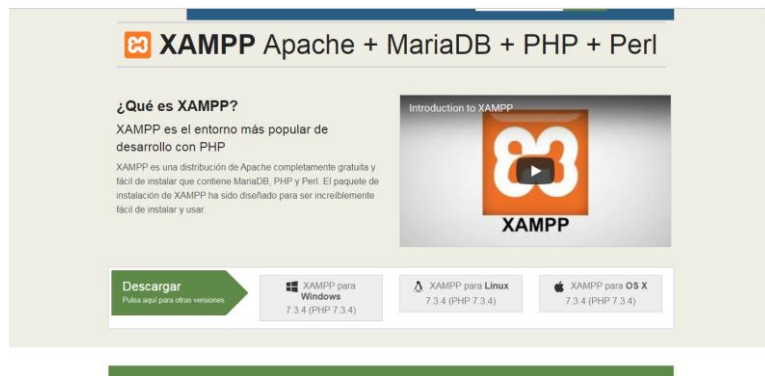 XAMPP Apache + MariaDB + PHP + Perl
¿Qué es XAMPP?
XAMPP es el entorno más popular de
desarrollo con PHP
XAMPP es una distribución de Apache completamente gratuita y
fácil de instalar que contiene MariaDB, PHP y Perl. El paquete de
instalación de XAMPP ha sido diseñado para ser increíblemente
fácil de instalar y usar.
Introduction to XAMPP
XAMPP
Descargar
Pulsa aquí para otras versiones
XAMPP para
Windows
7.3.4 (PHP 7.3.4)
XAMPP para Linux
7.3.4 (PHP 7.3.4)
XAMPP para OS X
7.3.4 (PHP 7.3.4)